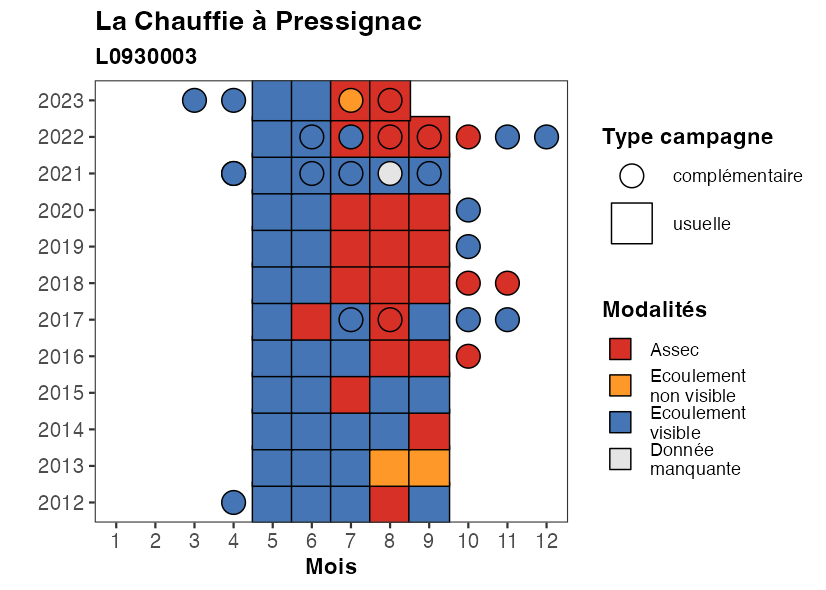 La Chauffie à Pressignac
L0930003
2023
2022
2021
2020
2019
2018
2017
2016
2015
2014
2013
2012
1 2 3 4 5 6 7 8 9 10 11 12
Mois
Type campagne
complémentaire
usuelle
Modalités
Assec
Ecoulement
non visible
Ecoulement
visible
Donnée
manquante